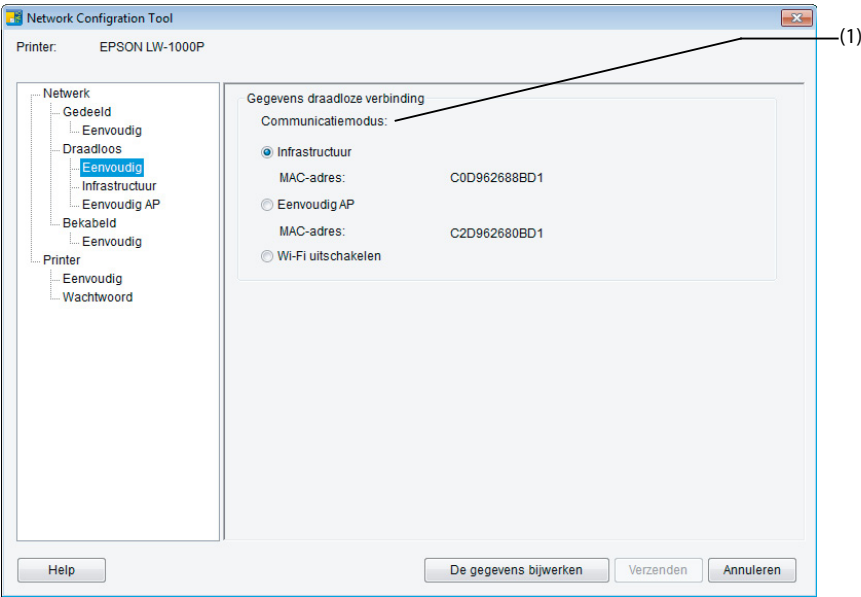 Network Configration Tool
(1)
Printer: EPSON LW-1000P
Netwerk
Gedeeld
Eenvoudig
Draadloos
Eenvoudig
Infrastructuur
Eenvoudig AP
Bekabeld
Eenvoudig
Printer
Eenvoudig
Wachtwoord
Gegevens draadloze verbinding
Communicatiemodus:
Infrastructuur
MAC-adres: C0D962688BD1
Eenvoudig AP
MAC-adres: C2D962680BD1
Wi-Fi uitschakelen
Help
De gegevens bijwerken
Verzenden
Annuleren